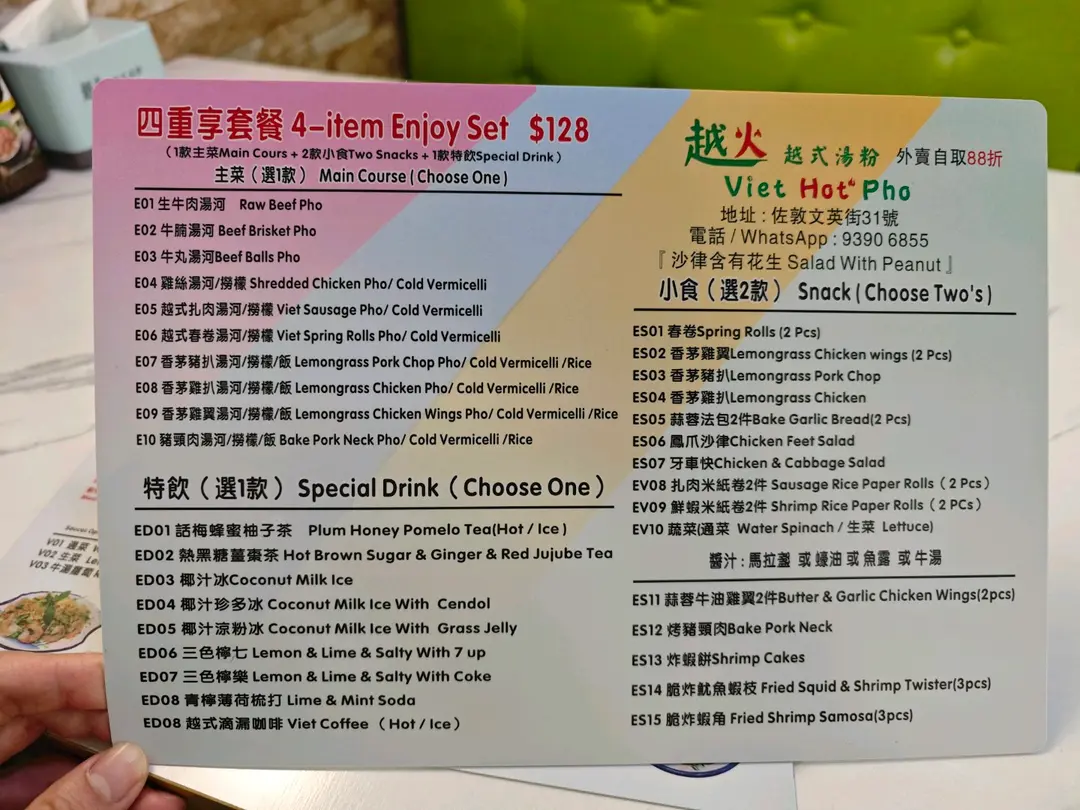 四重享套餐 4-item Enjoy Set $128
（1款主菜Main Cours + 2款小食Two Snacks + 1款特飲Special Drink）
主菜（選1款） Main Course ( Choose One )
E01 生牛肉湯河 Raw Beef Pho
E02 牛腩湯河 Beef Brisket Pho
E03 牛丸湯河Beef Balls Pho
E04 雞絲湯河/撈檬 Shredded Chicken Pho/ Cold Vermicelli
E05 越式扎肉湯河/撈檬 Viet Sausage Pho/ Cold Vermicelli
E06 越式春卷湯河/撈檬 Viet Spring Rolls Pho/ Cold Vermicelli
E07 香茅豬扒湯河/撈檬/飯 Lemongrass Pork Chop Pho/ Cold Vermicelli /Rice
E08 香茅雞扒湯河/撈檬/飯 Lemongrass Chicken Pho/ Cold Vermicelli /Rice
E09 香茅雞翼湯河/撈檬/飯 Lemongrass Chicken Wings Pho/ Cold Vermicelli /Rice
E10 豬頸肉湯河/撈檬/飯 Bake Pork Neck Pho/ Cold Vermicelli /Rice
特飲（選1款） Special Drink（ Choose One ）
ED01 話梅蜂蜜柚子茶 Plum Honey Pomelo Tea(Hot / Ice )
ED02 熱黑糖薑棗茶 Hot Brown Sugar & Ginger & Red Jujube Tea
ED03 椰汁冰Coconut Milk Ice
ED04 椰汁珍多冰 Coconut Milk Ice With Cendol
ED05 椰汁涼粉冰 Coconut Milk Ice With Grass Jelly
ED06 三色檸七 Lemon & Lime & Salty With 7 up
ED07 三色檸樂 Lemon & Lime & Salty With Coke
ED08 青檸薄荷梳打 Lime & Mint Soda
ED08 越式滴漏咖啡 Viet Coffee （ Hot / Ice ）
越火 越式湯粉 外賣自取88折
Viet Hot Pho
地址 : 佐敦文英街31號
電話 / WhatsApp : 9390 6855
『 沙律含有花生 Salad With Peanut 』
小食（選2款） Snack ( Choose Two's )
ES01 春卷Spring Rolls (2 Pcs)
ES02 香茅雞翼Lemongrass Chicken wings (2 Pcs)
ES03 香茅豬扒Lemongrass Pork Chop
ES04 香茅雞扒Lemongrass Chicken
ES05 蒜蓉法包2件Bake Garlic Bread(2 Pcs)
ES06 鳳爪沙律Chicken Feet Salad
ES07 牙車快Chicken & Cabbage Salad
EV08 扎肉米紙卷2件 Sausage Rice Paper Rolls（ 2 Pcs）
EV09 鮮蝦米紙卷2件 Shrimp Rice Paper Rolls（ 2 Pcs）
EV10 蔬菜(通菜 Water Spinach / 生菜 Lettuce)
醬汁 : 馬拉盞 或 蠔油 或 魚露 或 牛湯
ES11 蒜蓉牛油雞翼2件Butter & Garlic Chicken Wings(2pcs)
ES12 烤豬頸肉Bake Pork Neck
ES13 炸蝦餅Shrimp Cakes
ES14 脆炸魷魚蝦枝 Fried Squid & Shrimp Twister(3pcs)
ES15 脆炸蝦角 Fried Shrimp Samosa(3pcs)
V01 通菜
V02 生菜
V03 牛湯